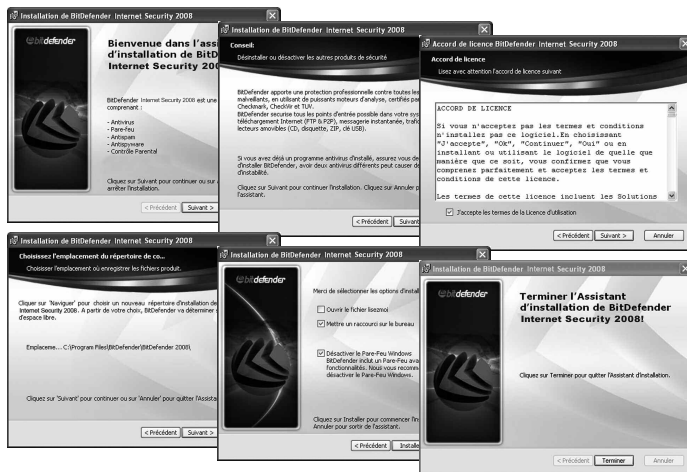 Installation de BitDefender Internet Security 2008
bitdefender
Bienvenue dans l'assi
d'installation de BitD
Internet Security 200
BitDefender Internet Security 2008 est une
comprenant :
- Antivirus
- Pare-feu
- Antispam
- Antispyware
- Contrôle Parental
Cliquez sur Suivant pour continuer ou sur
arrêter l'installation.
< Précédent
Suivant >
Installation de BitDefender Internet Security 2008
Conseil:
Désinstaller ou désactiver les autres produits de sécurité
BitDefender apporte une protection professionnelle contre toutes les
malveillants, en utilisant de puissants moteurs d'analyse, certifiés par
Checkmark, CheckVir et TUV.
BitDefender securise tous les points d'entrée possible dans votre sys
téléchargement Internet (FTP & P2P), messagerie instantanée, trafic
lecteurs amovibles (CD, disquette, ZIP, clé USB).
Si vous avez déjà un programme antivirus d'installé, assurez vous de
d'installer BitDefender, avoir deux antivirus différents peut causer de
d'instabilité.
Cliquez sur Suivant pour continuer l'installation. Cliquez sur Annuler p
l'assistant.
< Précédent
Suivant
Installation de BitDefender Internet Security 2008
Accord de licence
Lisez avec attention l'accord de licence suivant
ACCORD DE LICENCE
Si vous n'acceptez pas les termes et conditions
n'installez pas ce logiciel.En choisissant
"J'accepte", "Ok", "Continuer", "Oui" ou en
installant ou utilisant le logiciel de quelle que
manière que ce soit, vous confirmez que vous
comprenez parfaitement et acceptez les termes et
conditions de cette licence.
Les termes de cette licence incluent les Solutions
J'accepte les termes de la Licence d'utilisation
< Précédent
Suivant >
Annuler
Installation de BitDefender Internet Security 2008
Choisissez l'emplacement du répertoire de co...
Choisisser l'emplacement où enregistrer les fichiers produit.
Cliquer sur 'Naviguer' pour choisir un nouveau répertoire d'installation de
Internet Security 2008. A partir de votre choix, BitDefender va déterminer
d'espace libre.
Emplaceme... C:\Program Files\BitDefender\BitDefender 2008\
Cliquez sur 'Suivant' pour continuer ou sur 'Annuler' pour quitter l'Assista
< Précédent
Suivant >
Installation de BitDefender Internet Security 2008
bitdefender
Merci de sélectionner les options d'install
Ouvrir le fichier lisezmoi
Mettre un raccourci sur le bureau
Désactiver le Pare-Feu Windows
BitDefender inclut un Pare-Feu ava
fonctionnalités. Nous vous recomm
désactiver le Pare-Feu Windows.
Cliquez sur Installer pour commencer l'in
Annuler pour sortir de l'assistant.
< Précédent
Installe
Installation de BitDefender Internet Security 2008
bitdefender
Terminer l'Assistant
d'installation de BitDefender
Internet Security 2008!
Cliquez sur Terminer pour quitter l'Assistant d'installation.
< Précédent
Terminer
Annuler